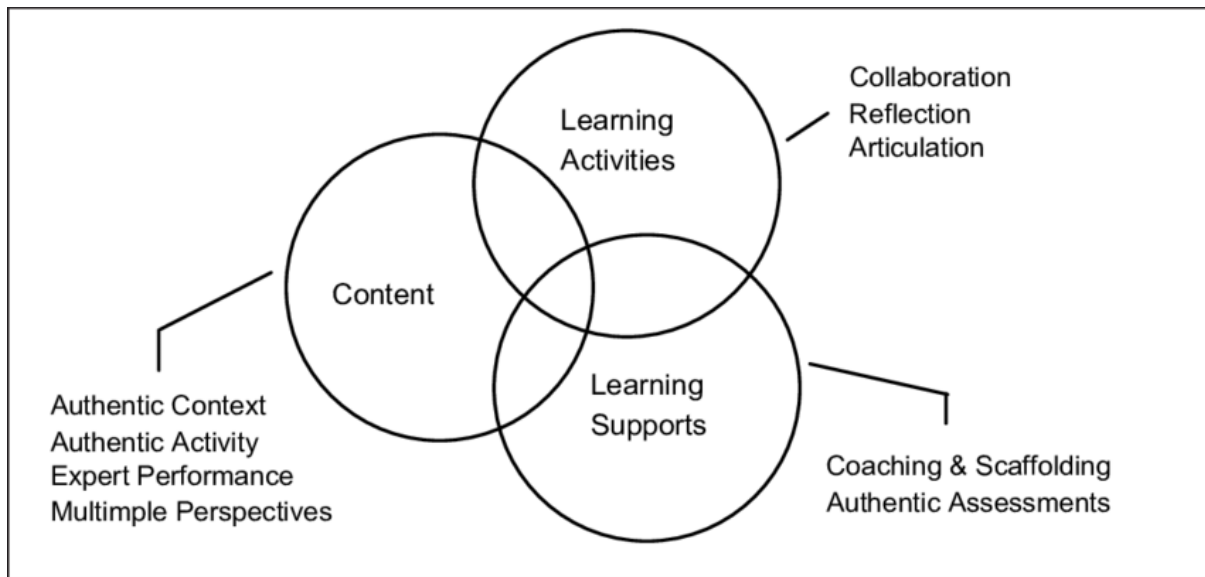 Collaboration
Reflection
Articulation
Learning
Activities
Content
Learning
Supports
Authentic Context
Authentic Activity
Expert Performance
Multimple Perspectives
Coaching & Scaffolding
Authentic Assessments